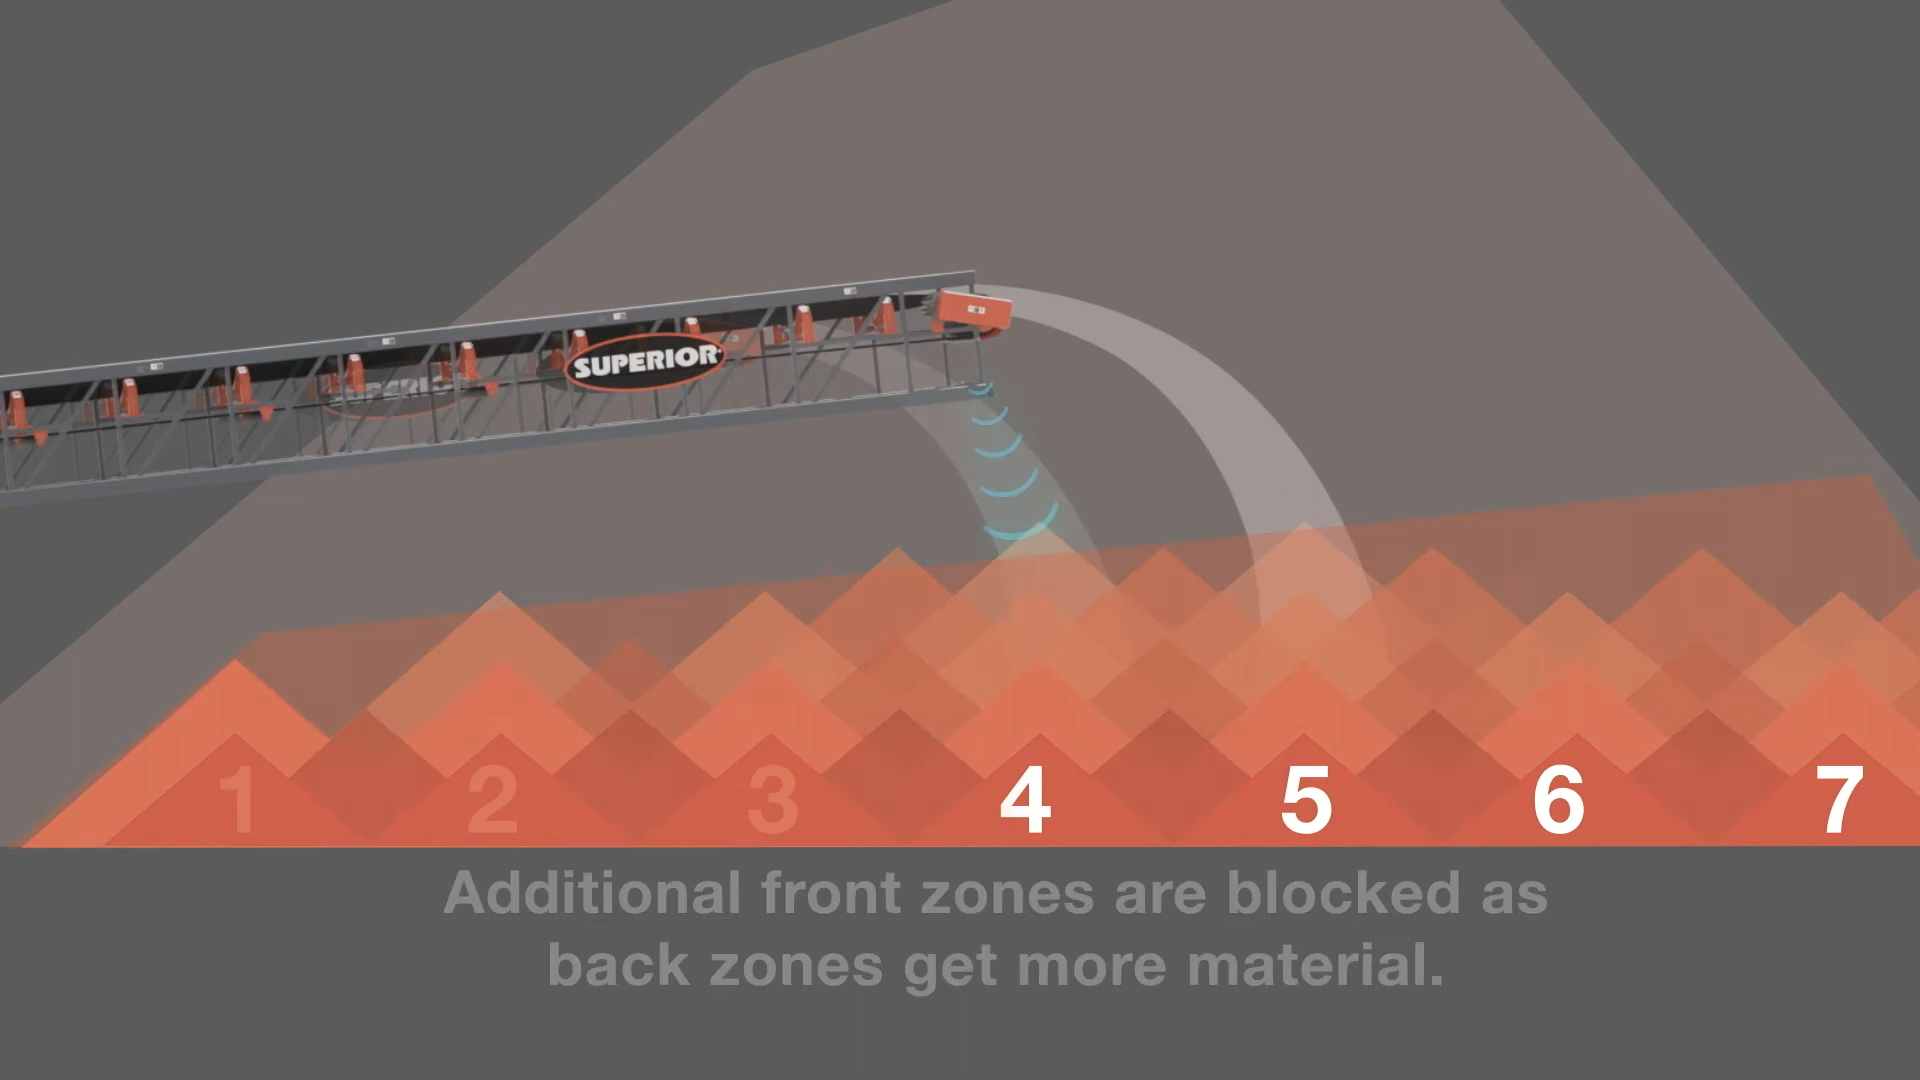 SUPERIOR
SUPERI
1 2 3 4 5 6 7
Additional front zones are blocked as
back zones get more material.